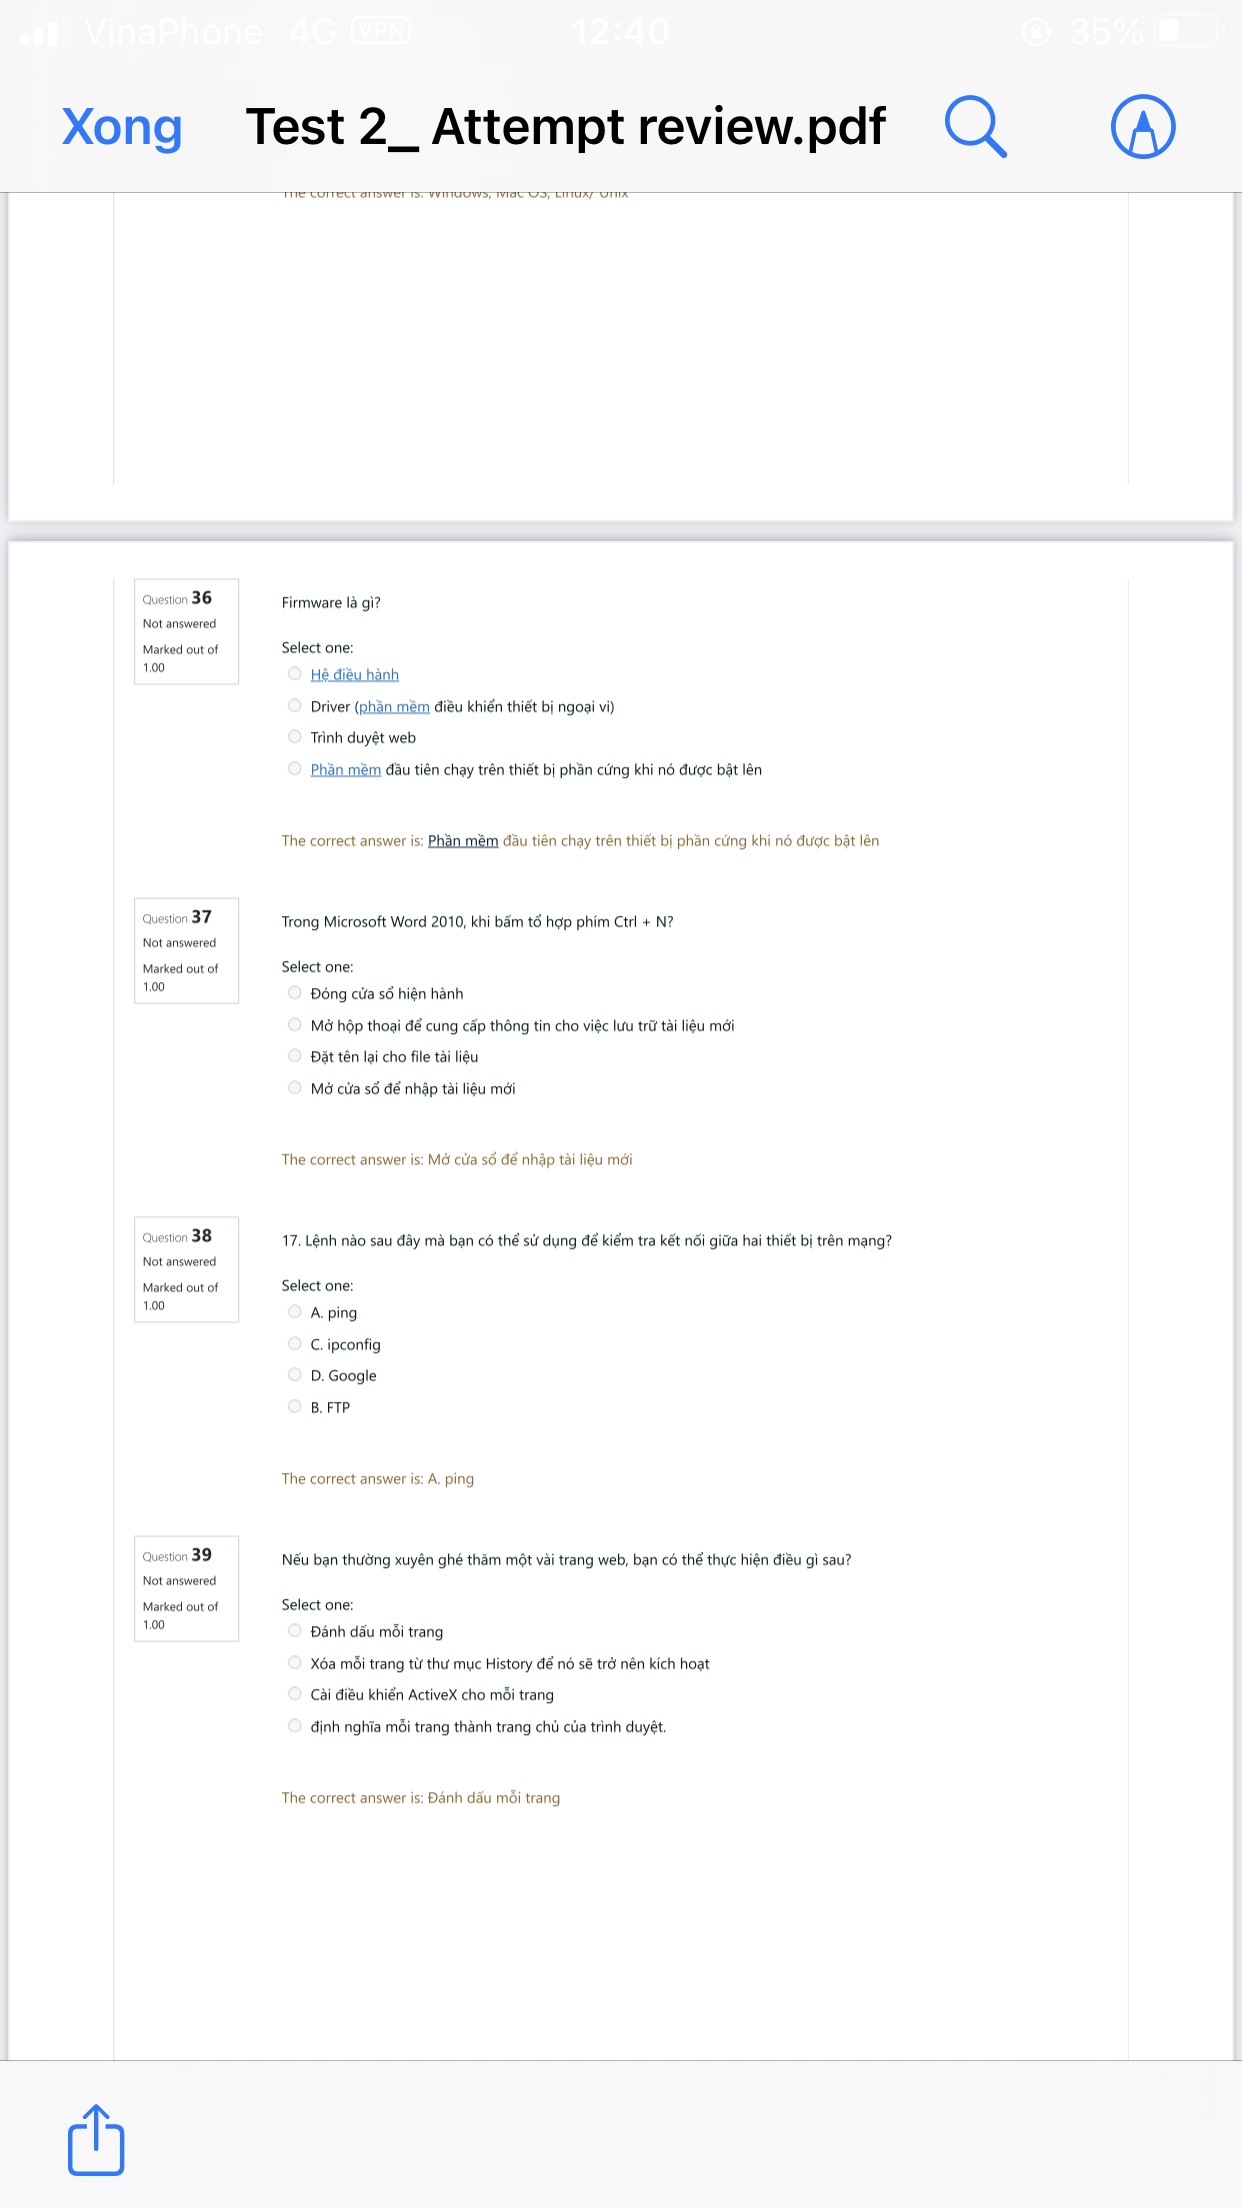 VinaPhone 4G VPN 12:40 35%
Xong Test 2_ Attempt review.pdf
The correct answer is: Windows, Mac OS, Linux/ Unix
Question 36
Not answered
Marked out of
1.00
Firmware là gì?
Select one:
Hệ điều hành
Driver (phần mềm điều khiển thiết bị ngoại vi)
Trình duyệt web
Phần mềm đầu tiên chạy trên thiết bị phần cứng khi nó được bật lên
The correct answer is: Phần mềm đầu tiên chạy trên thiết bị phần cứng khi nó được bật lên
Question 37
Not answered
Marked out of
1.00
Trong Microsoft Word 2010, khi bấm tổ hợp phím Ctrl + N?
Select one:
Đóng cửa sổ hiện hành
Mở hộp thoại để cung cấp thông tin cho việc lưu trữ tài liệu mới
Đặt tên lại cho file tài liệu
Mở cửa sổ để nhập tài liệu mới
The correct answer is: Mở cửa sổ để nhập tài liệu mới
Question 38
Not answered
Marked out of
1.00
17. Lệnh nào sau đây mà bạn có thể sử dụng để kiểm tra kết nối giữa hai thiết bị trên mạng?
Select one:
A. ping
C. ipconfig
D. Google
B. FTP
The correct answer is: A. ping
Question 39
Not answered
Marked out of
1.00
Nếu bạn thường xuyên ghé thăm một vài trang web, bạn có thể thực hiện điều gì sau?
Select one:
Đánh dấu mỗi trang
Xóa mỗi trang từ thư mục History để nó sẽ trở nên kích hoạt
Cài điều khiển ActiveX cho mỗi trang
định nghĩa mỗi trang thành trang chủ của trình duyệt.
The correct answer is: Đánh dấu mỗi trang